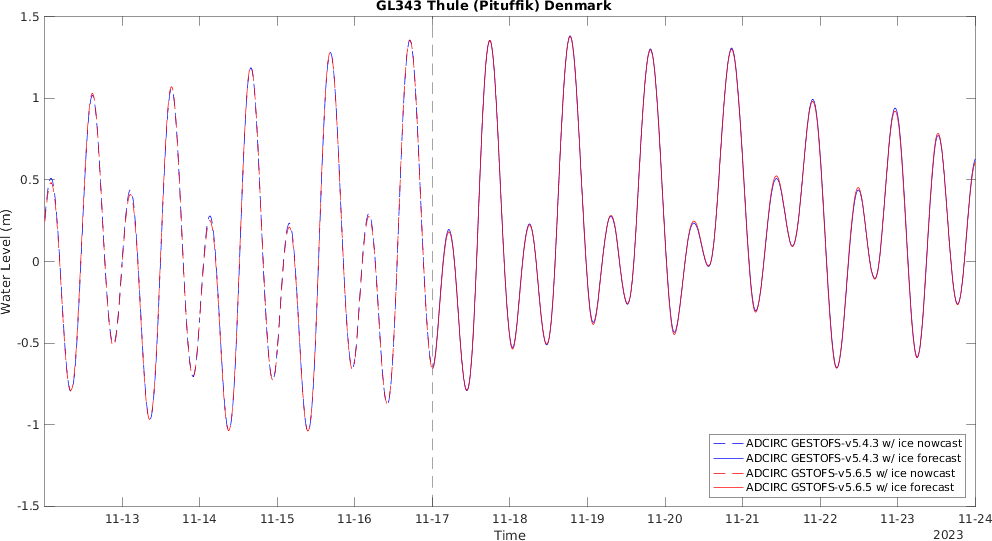 GL343 Thule (Pituffik) Denmark
1.5
1
0.5
0
-0.5
-1
-1.5
Water Level (m)
ADCIRC GESTOFS-v5.4.3 w/ ice nowcast
ADCIRC GESTOFS-v5.4.3 w/ ice forecast
ADCIRC GSTOFS-v5.6.5 w/ ice nowcast
ADCIRC GSTOFS-v5.6.5 w/ ice forecast
11-13 11-14 11-15 11-16 11-17 11-18 11-19 11-20 11-21 11-22 11-23 11-24
Time
2023